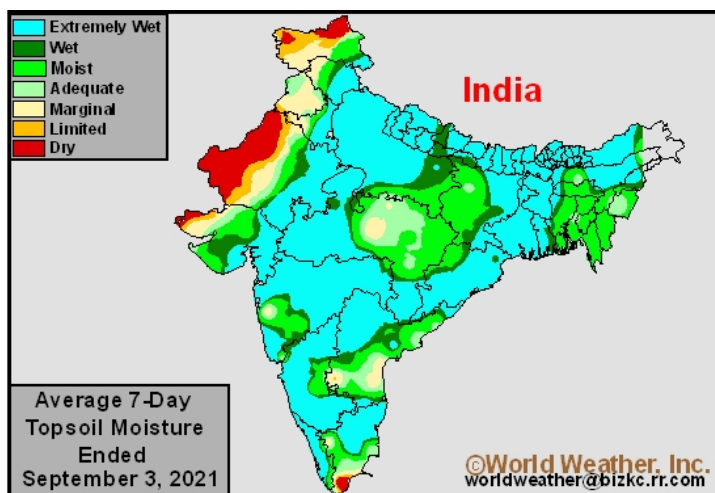 Extremely Wet
Wet
Moist
Adequate
Marginal
Limited
Dry
India
Average 7-Day
Topsoil Moisture
Ended
September 3, 2021
©World Weather, Inc.
worldweather@bizkc.rr.com